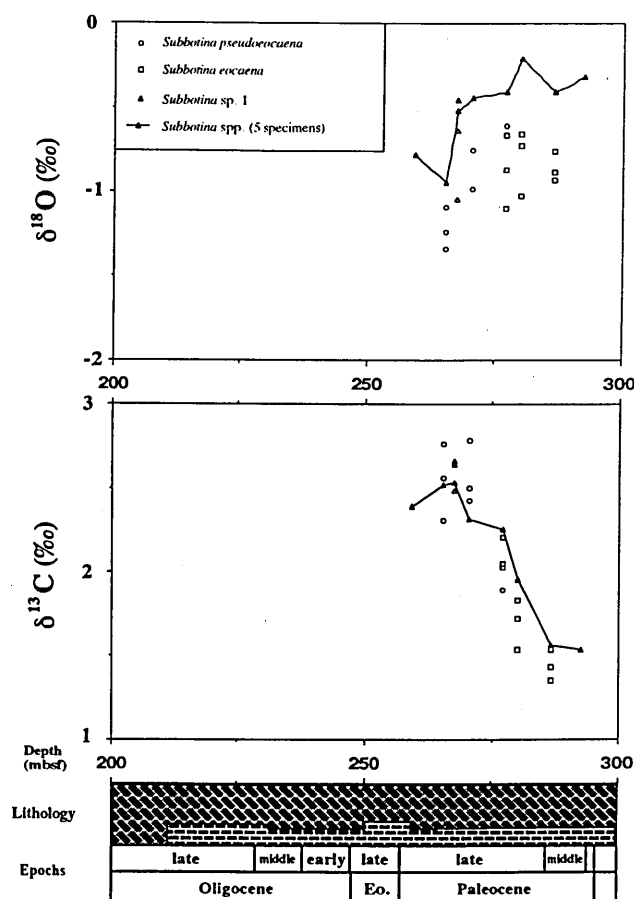 0
Subbotina pseudoeocaena
Subbotina eocaena
Subbotina sp. 1
Subbotina spp. (5 specimens)
δ18O (‰)
-1
-2
200
250
300
3
δ13C (‰)
2
1
Depth
(mbsf)
200
250
300
Lithology
Epochs
late
middle
early
late
late
middle
Oligocene
Eo.
Paleocene